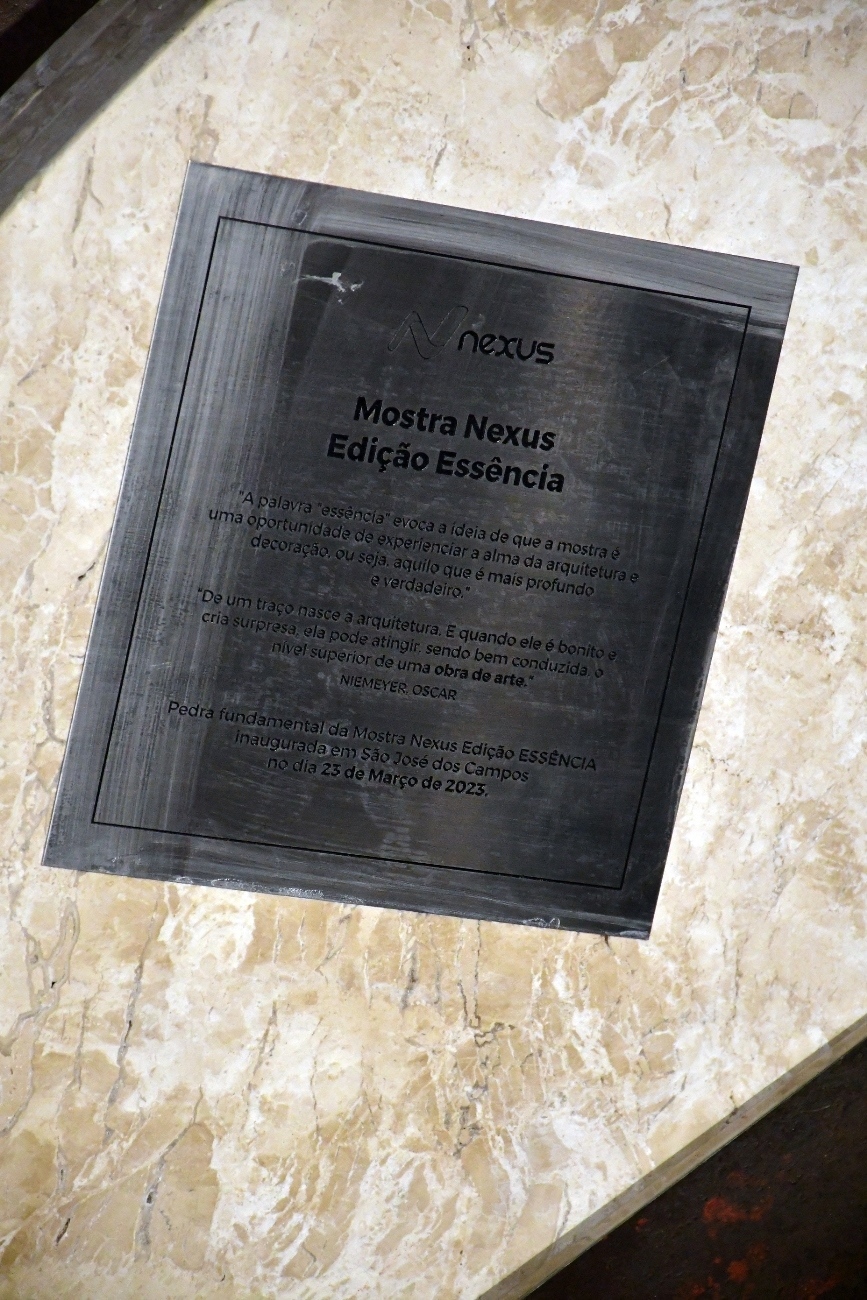 nexus
Mostra Nexus
Edição Essência
"A palavra "essência" evoca a ideia de que a mostra é
uma oportunidade de experienciar a alma da arquitetura e
decoração, ou seja, aquilo que é mais profundo
e verdadeiro."
"De um traço nasce a arquitetura. E quando ele é bonito e
cria surpresa, ela pode atingir, sendo bem conduzida, o
nível superior de uma obra de arte."
NIEMEYER, OSCAR
Pedra fundamental da Mostra Nexus Edição ESSÊNCIA
inaugurada em São José dos Campos
no dia 23 de Março de 2023.